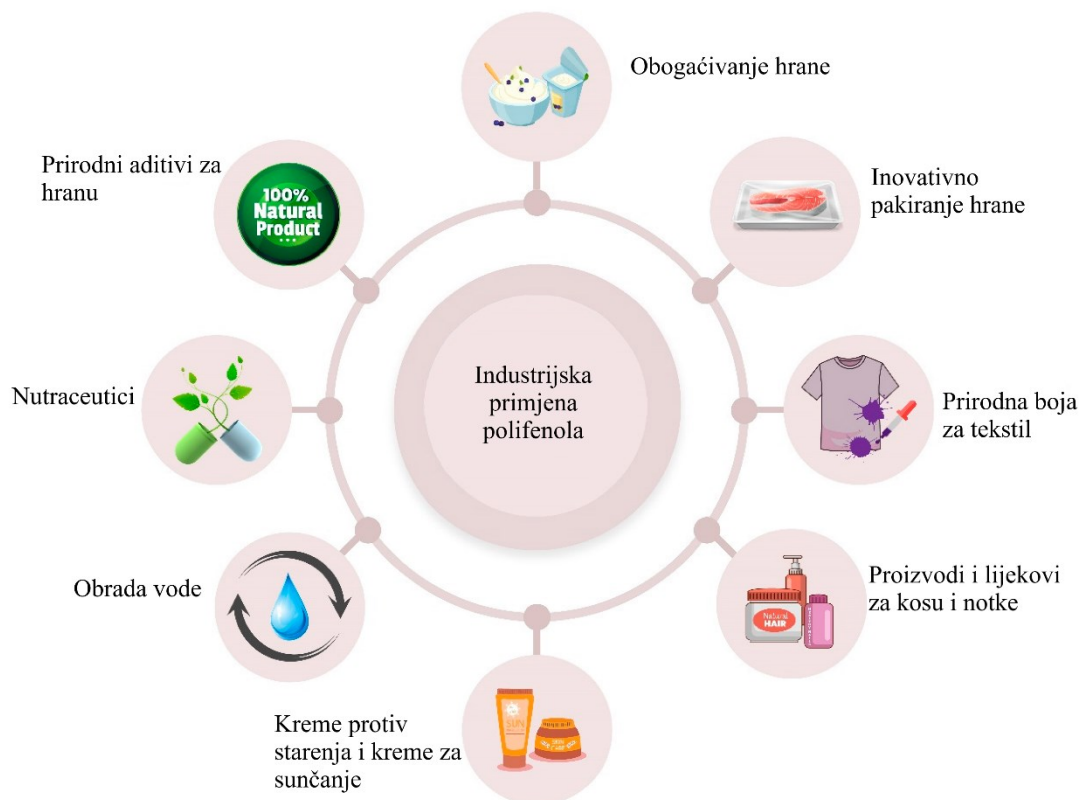 Obogaćivanje hrane
Prirodni aditivi za
hranu
100%
Natural
Product
Inovativno
pakiranje hrane
Industrijska
primjena
polifenola
Nutraceutici
Prirodna boja
za tekstil
Obrada vode
Proizvodi i lijekovi
za kosu i notke
Natural
HAIR
Kreme protiv
starenja i kreme za
sunčanje
SUN